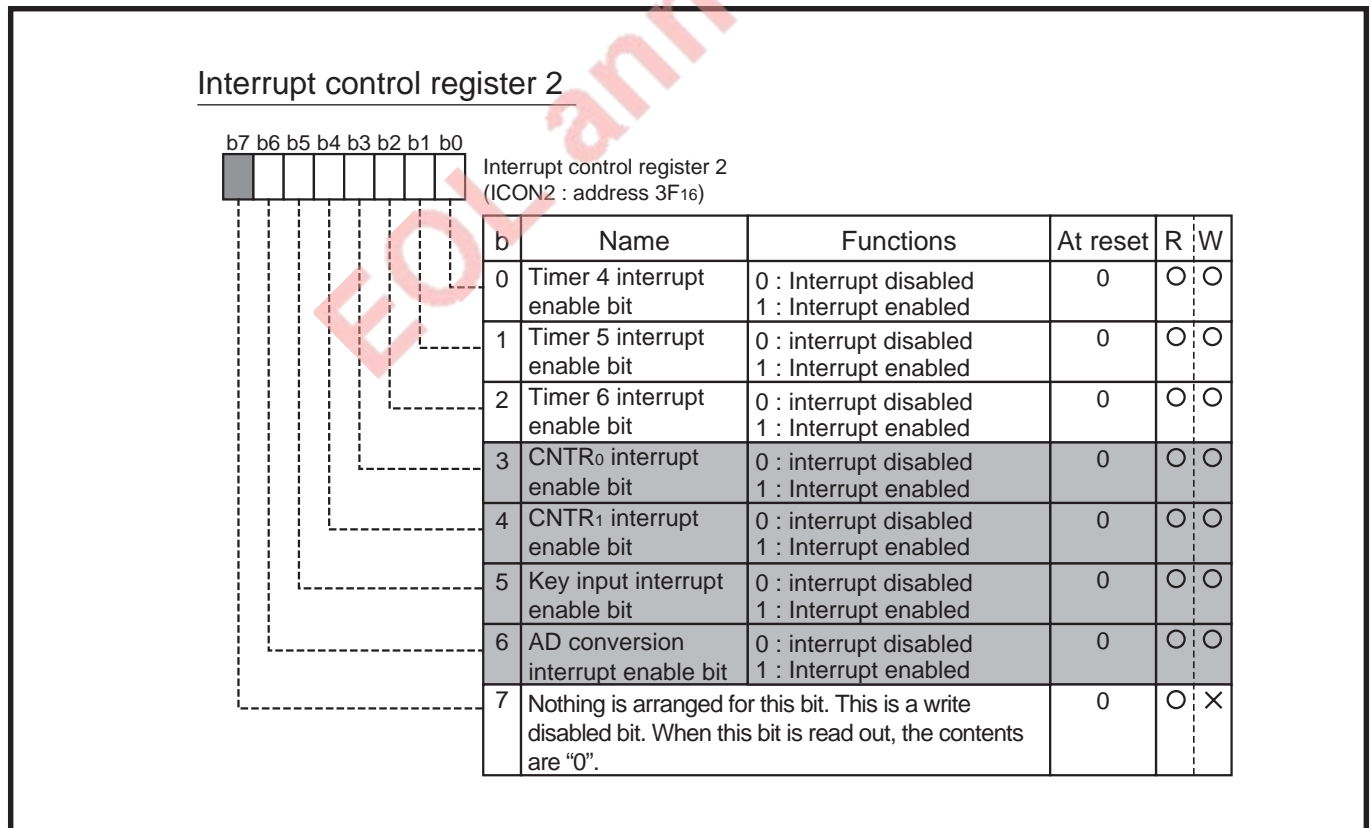 EOL ann
Interrupt control register 2
b7 b6 b5 b4 b3 b2 b1 b0
Interrupt control register 2
(ICON2 : address 3F16)
b Name Functions At reset R W
0 Timer 4 interrupt enable bit 0 : Interrupt disabled 0 ○ ○
1 : Interrupt enabled
1 Timer 5 interrupt enable bit 0 : interrupt disabled 0 ○ ○
1 : Interrupt enabled
2 Timer 6 interrupt enable bit 0 : interrupt disabled 0 ○ ○
1 : Interrupt enabled
3 CNTR0 interrupt enable bit 0 : interrupt disabled 0 ○ ○
1 : Interrupt enabled
4 CNTR1 interrupt enable bit 0 : interrupt disabled 0 ○ ○
1 : Interrupt enabled
5 Key input interrupt enable bit 0 : interrupt disabled 0 ○ ○
1 : Interrupt enabled
6 AD conversion interrupt enable bit 0 : interrupt disabled 0 ○ ○
1 : Interrupt enabled
7 Nothing is arranged for this bit. This is a write 0 ○ ×
disabled bit. When this bit is read out, the contents
are “0”.